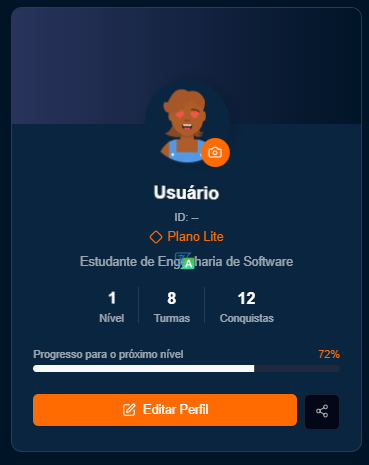 Usuário
ID: --
Plano Lite
Estudante de Engenharia de Software
1 8 12
Nível Turmas Conquistas
Progresso para o próximo nível 72%
Editar Perfil